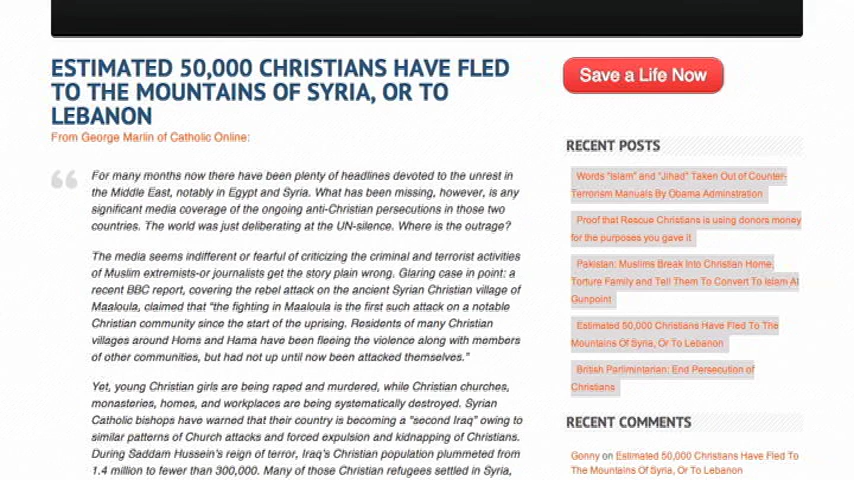 ESTIMATED 50,000 CHRISTIANS HAVE FLED
TO THE MOUNTAINS OF SYRIA, OR TO
LEBANON
From George Marlin of Catholic Online:
For many months now there have been plenty of headlines devoted to the unrest in
the Middle East, notably in Egypt and Syria. What has been missing, however, is any
significant media coverage of the ongoing anti-Christian persecutions in those two
countries. The world was just deliberating at the UN-silence. Where is the outrage?
The media seems indifferent or fearful of criticizing the criminal and terrorist activities
of Muslim extremists-or journalists get the story plain wrong. Glaring case in point: a
recent BBC report, covering the rebel attack on the ancient Syrian Christian village of
Maaloula, claimed that "the fighting in Maaloula is the first such attack on a notable
Christian community since the start of the uprising. Residents of many Christian
villages around Homs and Hama have been fleeing the violence along with members
of other communities, but had not up until now been attacked themselves."
Yet, young Christian girls are being raped and murdered, while Christian churches,
monasteries, homes, and workplaces are being systematically destroyed. Syrian
Catholic bishops have warned that their country is becoming a "second Iraq" owing to
similar patterns of Church attacks and forced expulsion and kidnapping of Christians.
During Saddam Hussein's reign of terror, Iraq's Christian population plummeted from
1.4 million to fewer than 300,000. Many of those Christian refugees settled in Syria,
Save a Life Now
RECENT POSTS
Words "Islam" and "Jihad" Taken Out of Counter-
Terrorism Manuals By Obama Adminstration
Proof that Rescue Christians is using donors money
for the purposes you gave it
Pakistan: Muslims Break Into Christian Home,
Torture Family and Tell Them To Convert To Islam At
Gunpoint
Estimated 50,000 Christians Have Fled To The
Mountains Of Syria, Or To Lebanon
British Parlimintarian: End Persecution of
Christians
RECENT COMMENTS
Gonny on Estimated 50,000 Christians Have Fled To
The Mountains Of Syria, Or To Lebanon